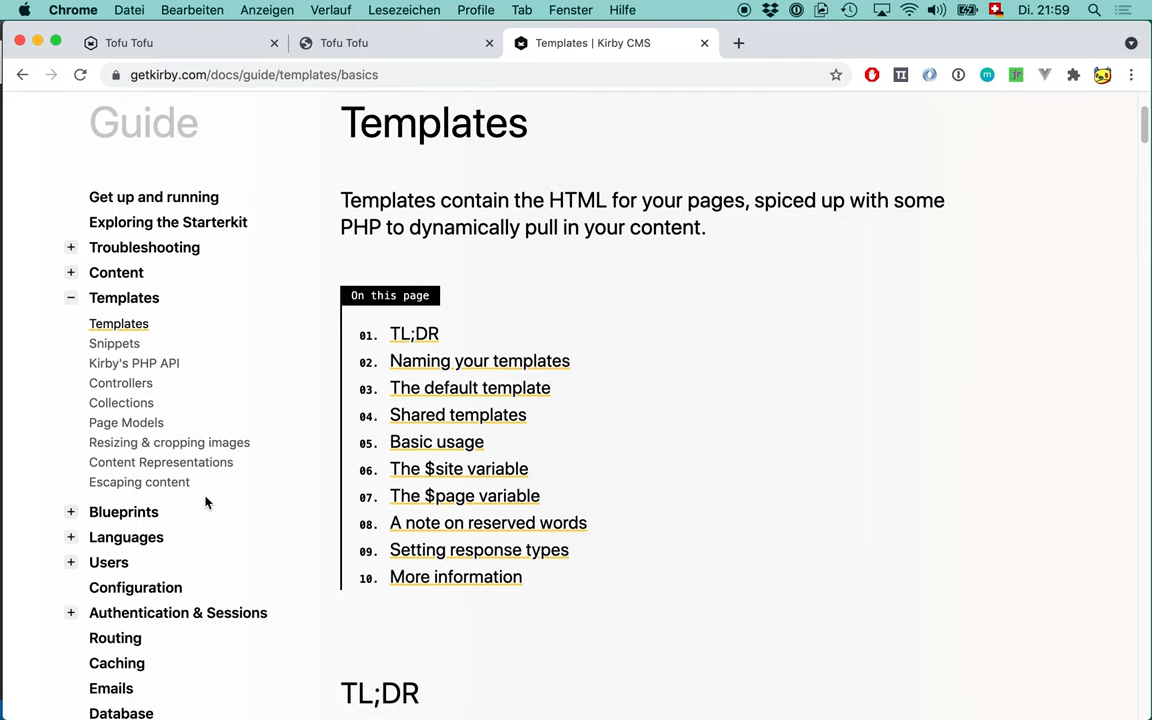 Chrome Datei Bearbeiten Anzeigen Verlauf Lesezeichen Profile Tab Fenster Hilfe Di. 21:59
Tofu Tofu
Tofu Tofu
Templates | Kirby CMS
getkirby.com/docs/guide/templates/basics
Guide
Get up and running
Exploring the Starterkit
+ Troubleshooting
+ Content
− Templates
Templates
Snippets
Kirby's PHP API
Controllers
Collections
Page Models
Resizing & cropping images
Content Representations
Escaping content
+ Blueprints
+ Languages
+ Users
Configuration
+ Authentication & Sessions
Routing
Caching
Emails
Database
Templates
Templates contain the HTML for your pages, spiced up with some
PHP to dynamically pull in your content.
On this page
01. TL;DR
02. Naming your templates
03. The default template
04. Shared templates
05. Basic usage
06. The $site variable
07. The $page variable
08. A note on reserved words
09. Setting response types
10. More information
TL;DR